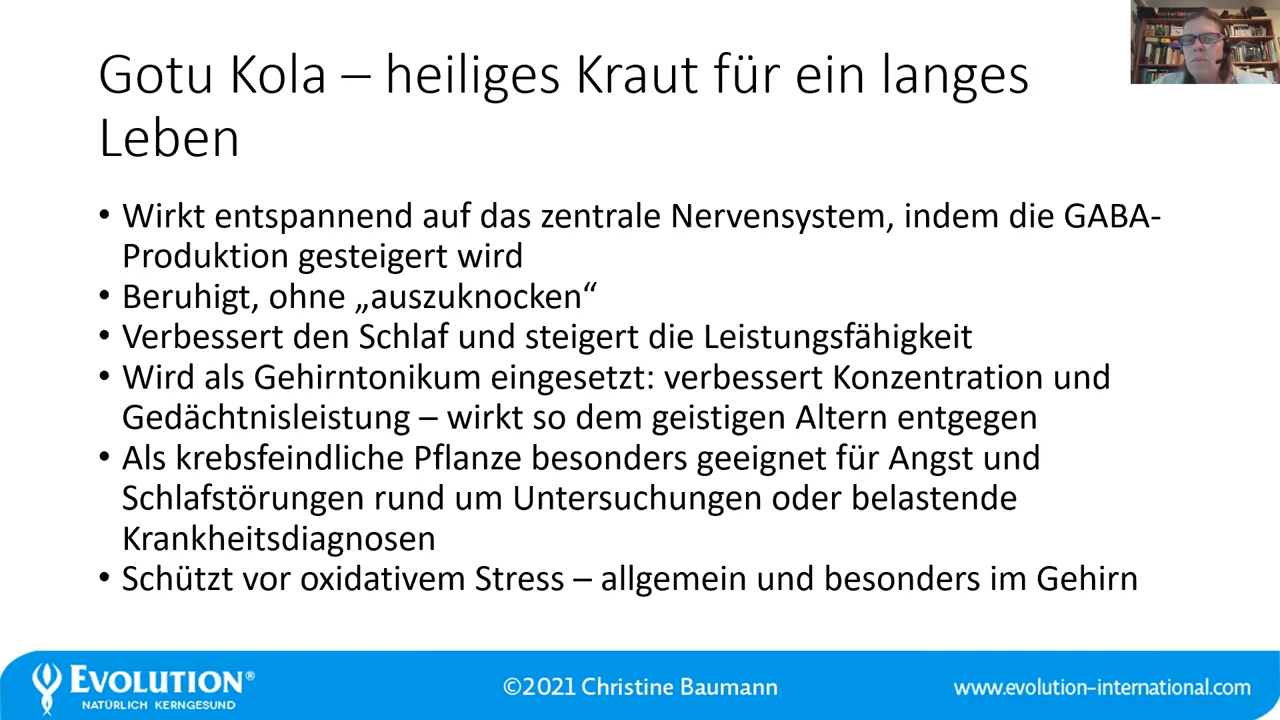 Gotu Kola – heiliges Kraut für ein langes
Leben
• Wirkt entspannend auf das zentrale Nervensystem, indem die GABA-
Produktion gesteigert wird
• Beruhigt, ohne „auszuknocken“
• Verbessert den Schlaf und steigert die Leistungsfähigkeit
• Wird als Gehirntonikum eingesetzt: verbessert Konzentration und
Gedächtnisleistung – wirkt so dem geistigen Altern entgegen
• Als krebsfeindliche Pflanze besonders geeignet für Angst und
Schlafstörungen rund um Untersuchungen oder belastende
Krankheitsdiagnosen
• Schützt vor oxidativem Stress – allgemein und besonders im Gehirn
EVOLUTION®
NATÜRLICH KERNGESUND
©2021 Christine Baumann
www.evolution-international.com